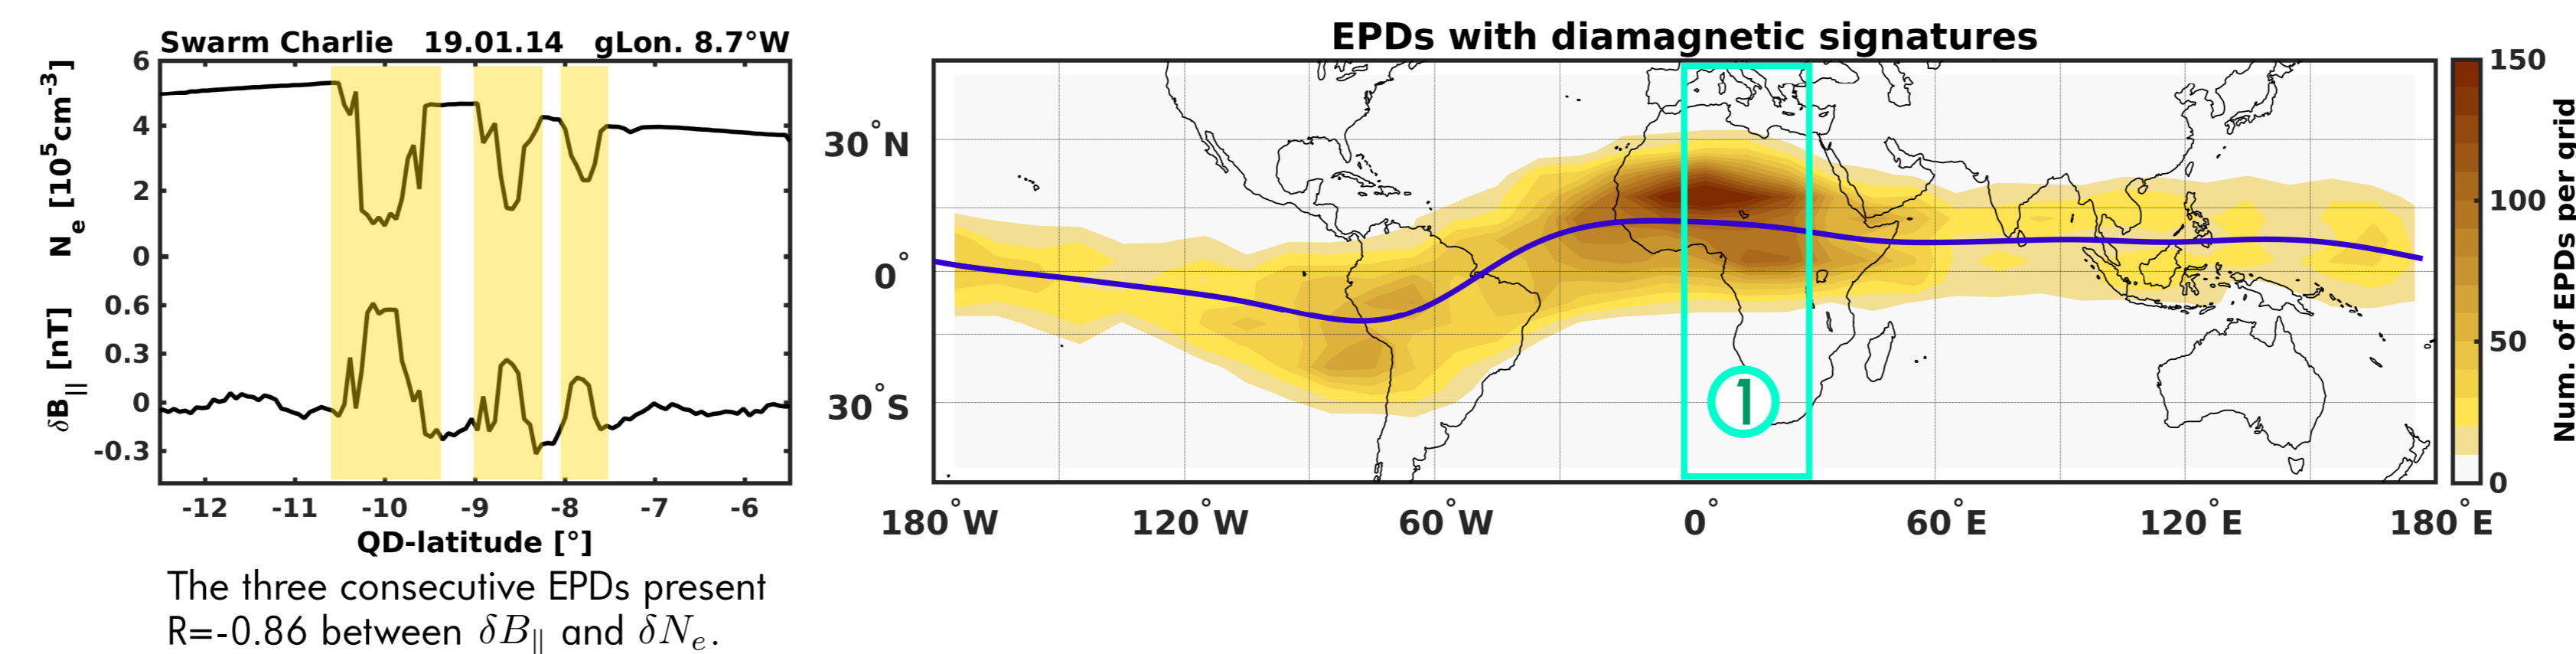 Swarm Charlie 19.01.14 gLon. 8.7°W
6
4
2
0
Nₑ [10⁵cm⁻³]
0.6
0.3
0
-0.3
δB∥ [nT]
-12 -11 -10 -9 -8 -7 -6
QD-latitude [°]
The three consecutive EPDs present
R=-0.86 between δB∥ and δNₑ.
EPDs with diamagnetic signatures
30°N
0°
30°S
180°W 120°W 60°W 0° 60°E 120°E 180°E
1
150
100
50
0
Num. of EPDs per grid